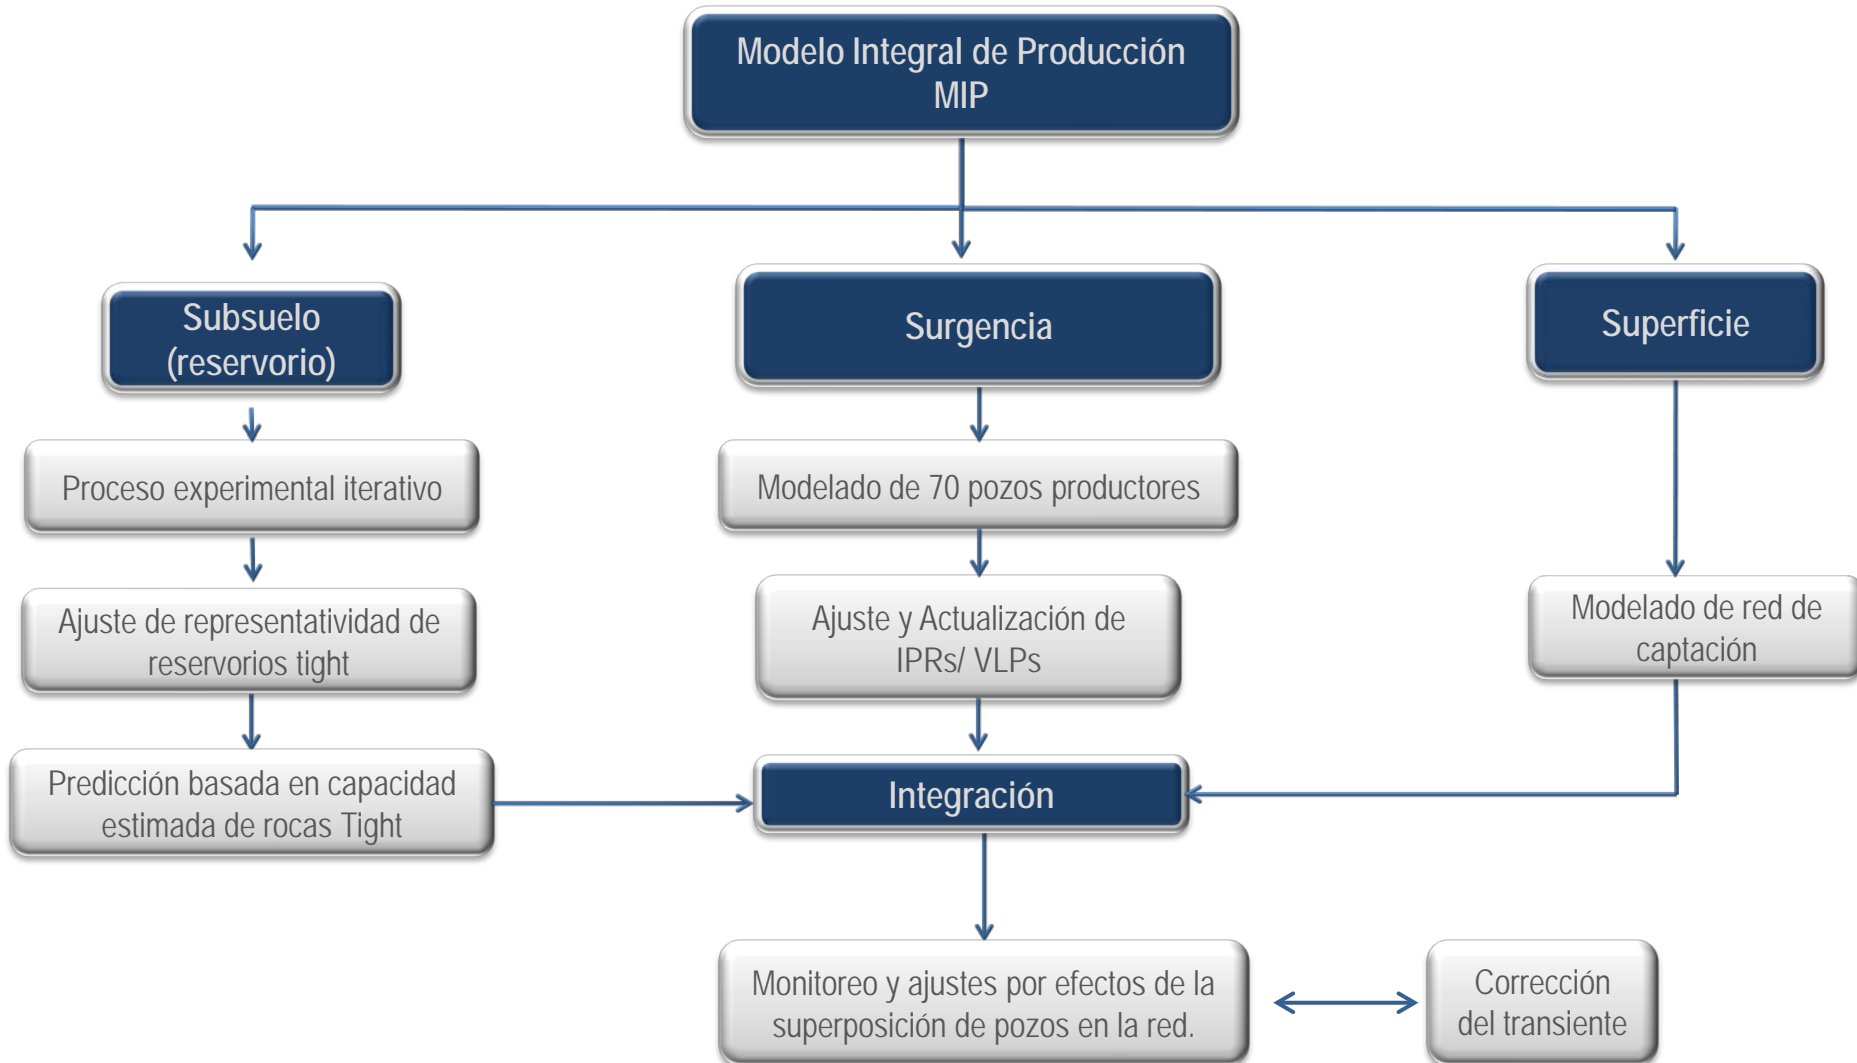 Modelo Integral de Producción
MIP
Subsuelo
(reservorio)
Surgencia
Superficie
Proceso experimental iterativo
Modelado de 70 pozos productores
Ajuste de representatividad de
reservorios tight
Ajuste y Actualización de
IPRs/ VLPs
Modelado de red de
captación
Predicción basada en capacidad
estimada de rocas Tight
Integración
Monitoreo y ajustes por efectos de la
superposición de pozos en la red.
Corrección
del transiente